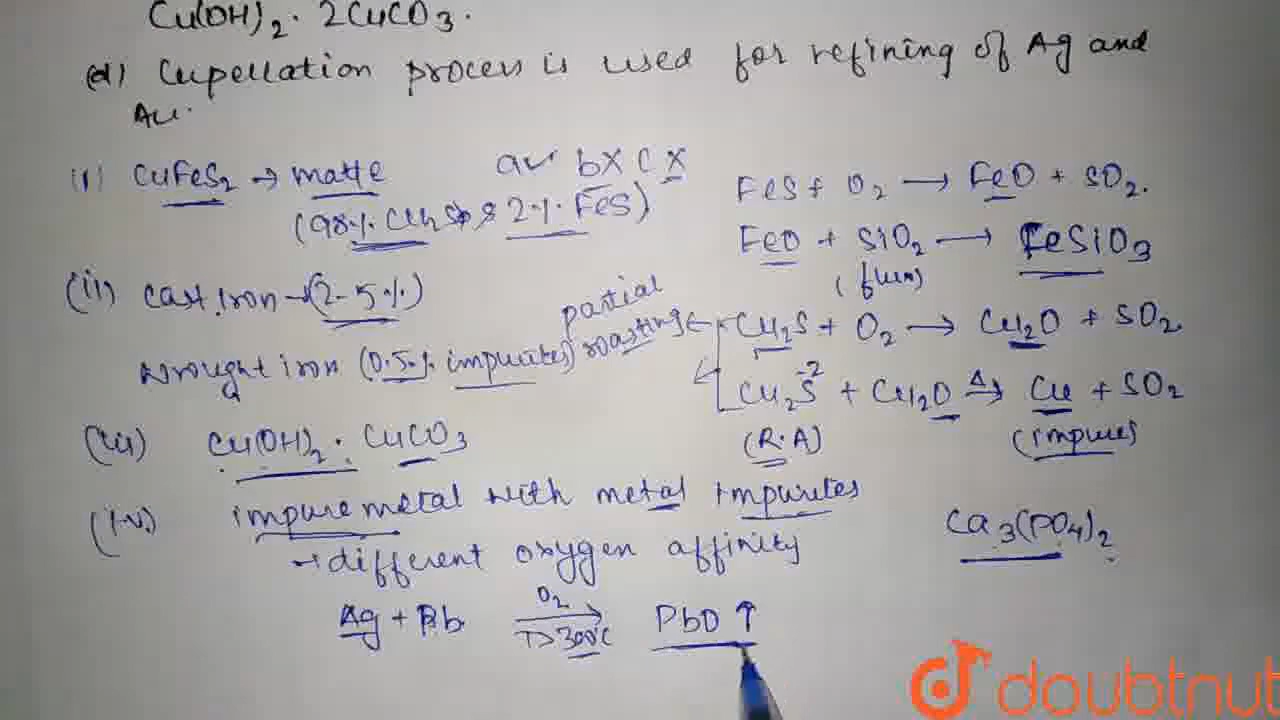 Cu(OH)2. 2CuCO3.
(d) Cupellation process is used for refining of Ag and
Au.
(i) CuFeS2 → matte
(98%. Cu2S & 2%. FeS)
a✓ b× c×
FeS + O2 → FeO + SO2.
FeO + SiO2 → FeSiO3
(flux)
(ii) cast iron → (2-5%)
wrought iron (0.5%. impurites)
partial
roasting
Cu2S + O2 → Cu2O + SO2
Cu2S-2 + Cu2O Δ→ Cu + SO2
(R.A) (impure)
(iii) Cu(OH)2. CuCO3
(iv) impure metal with metal impurites
→ different oxygen affinity
Ca3(PO4)2
Ag + Pb O2 → PbO ↑
T>300°C
doubtnut